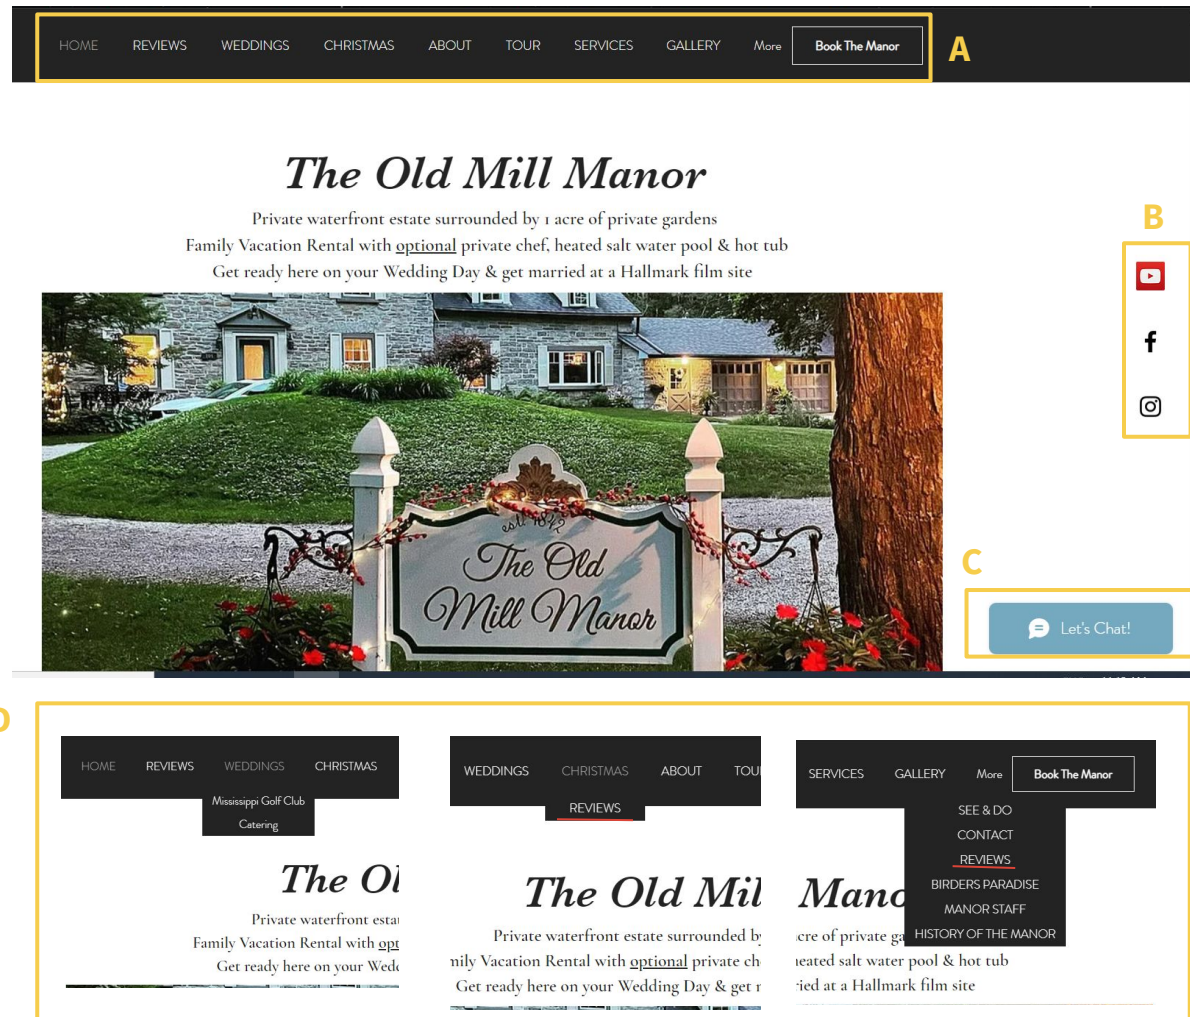 HOME REVIEWS WEDDINGS CHRISTMAS ABOUT TOUR SERVICES GALLERY More Book The Manor
A
The Old Mill Manor
Private waterfront estate surrounded by 1 acre of private gardens
Family Vacation Rental with optional private chef, heated salt water pool & hot tub
Get ready here on your Wedding Day & get married at a Hallmark film site
B
est. 1842
The Old
Mill Manor
C
Let's Chat!
D
HOME REVIEWS WEDDINGS CHRISTMAS
Mississippi Golf Club
Catering
The Ol
Private waterfront estat
Family Vacation Rental with opt
Get ready here on your Wedd
WEDDINGS CHRISTMAS ABOUT TOU
REVIEWS
The Old Mil
Private waterfront estate surrounded by
mily Vacation Rental with optional private ch
Get ready here on your Wedding Day & get r
SERVICES GALLERY More Book The Manor
SEE & DO
CONTACT
REVIEWS
BIRDERS PARADISE
MANOR STAFF
HISTORY OF THE MANOR
Mano
acre of private ga
heated salt water pool & hot tub
ried at a Hallmark film site